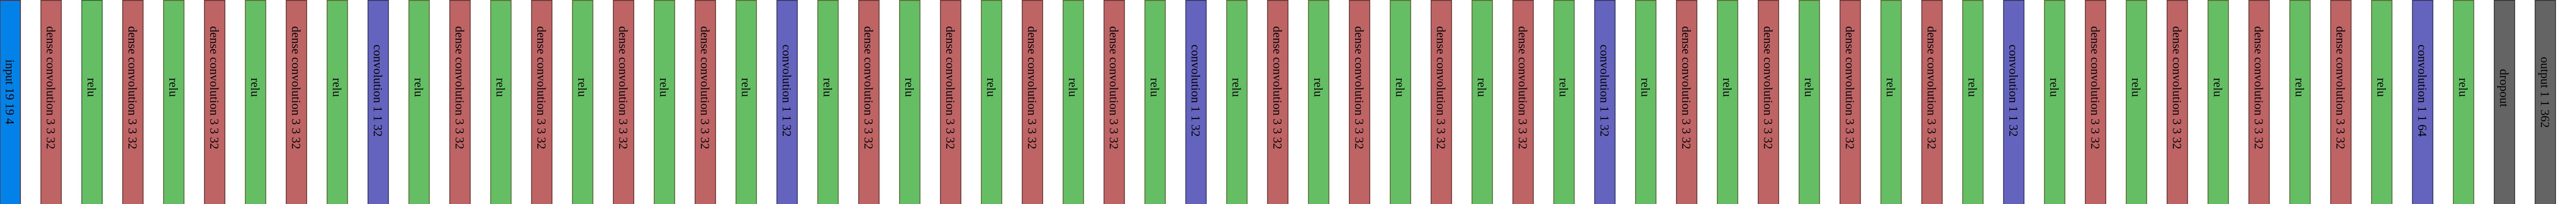 input 19 19 4
dense convolution 3 3 32
relu
dense convolution 3 3 32
relu
dense convolution 3 3 32
relu
dense convolution 3 3 32
relu
convolution 1 1 32
relu
dense convolution 3 3 32
relu
dense convolution 3 3 32
relu
dense convolution 3 3 32
relu
dense convolution 3 3 32
relu
convolution 1 1 32
relu
dense convolution 3 3 32
relu
dense convolution 3 3 32
relu
dense convolution 3 3 32
relu
dense convolution 3 3 32
relu
convolution 1 1 32
relu
dense convolution 3 3 32
relu
dense convolution 3 3 32
relu
dense convolution 3 3 32
relu
dense convolution 3 3 32
relu
convolution 1 1 32
relu
dense convolution 3 3 32
relu
dense convolution 3 3 32
relu
dense convolution 3 3 32
relu
dense convolution 3 3 32
relu
convolution 1 1 32
relu
dense convolution 3 3 32
relu
dense convolution 3 3 32
relu
dense convolution 3 3 32
relu
dense convolution 3 3 32
relu
convolution 1 1 64
relu
dropout
output 1 1 362